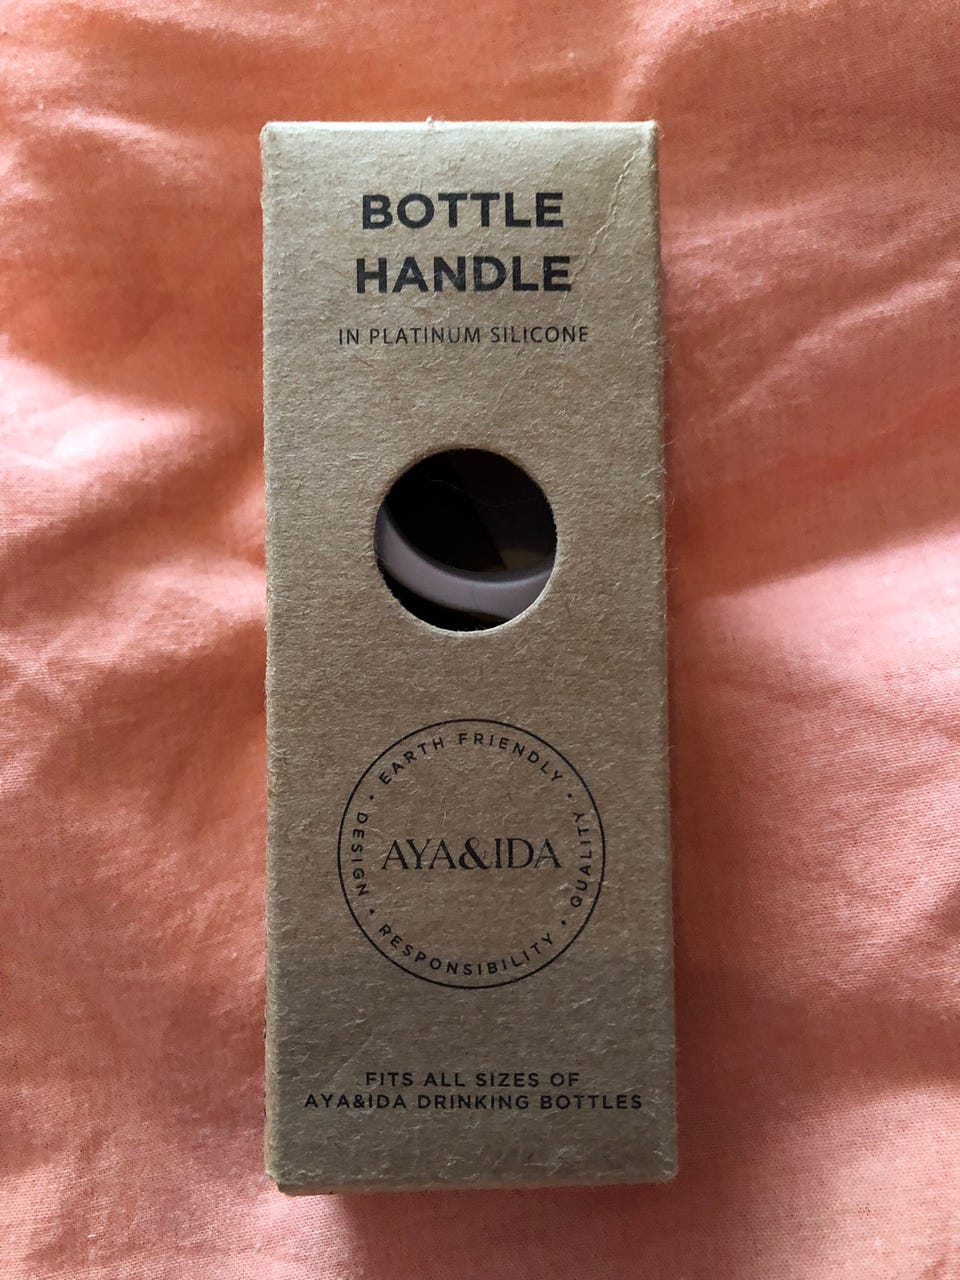 BOTTLE
HANDLE
IN PLATINUM SILICONE
EARTH FRIENDLY • QUALITY • RESPONSIBILITY • DESIGN •
AYA&IDA
FITS ALL SIZES OF
AYA&IDA DRINKING BOTTLES